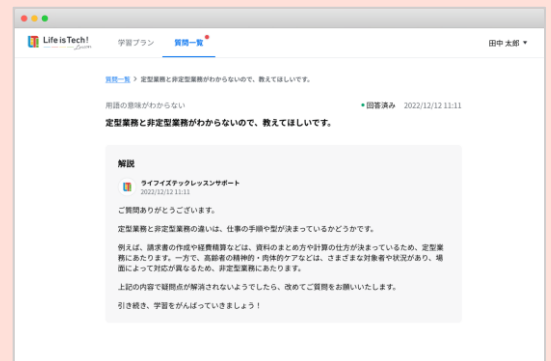 Life is Tech!
Lesson
学習プラン
質問一覧
田中 太郎 ▼
質問一覧 > 定型業務と非定型業務がわからないので、教えてほしいです。
用語の意味がわからない
回答済み 2022/12/12 11:11
定型業務と非定型業務がわからないので、教えてほしいです。
解説
ライフイズテックレッスンサポート
2022/12/12 11:11
ご質問ありがとうございます。
定型業務と非定型業務の違いは、仕事の手順や型が決まっているかどうかです。
例えば、請求書の作成や経費精算などは、資料のまとめ方や計算の仕方が決まっているため、定型業
務にあたります。一方で、高齢者の精神的・肉体的ケアなどは、さまざまな対象者や状況があり、場
面によって対応が異なるため、非定型業務にあたります。
上記の内容で疑問点が解消されないようでしたら、改めてご質問をお願いいたします。
引き続き、学習をがんばっていきましょう！